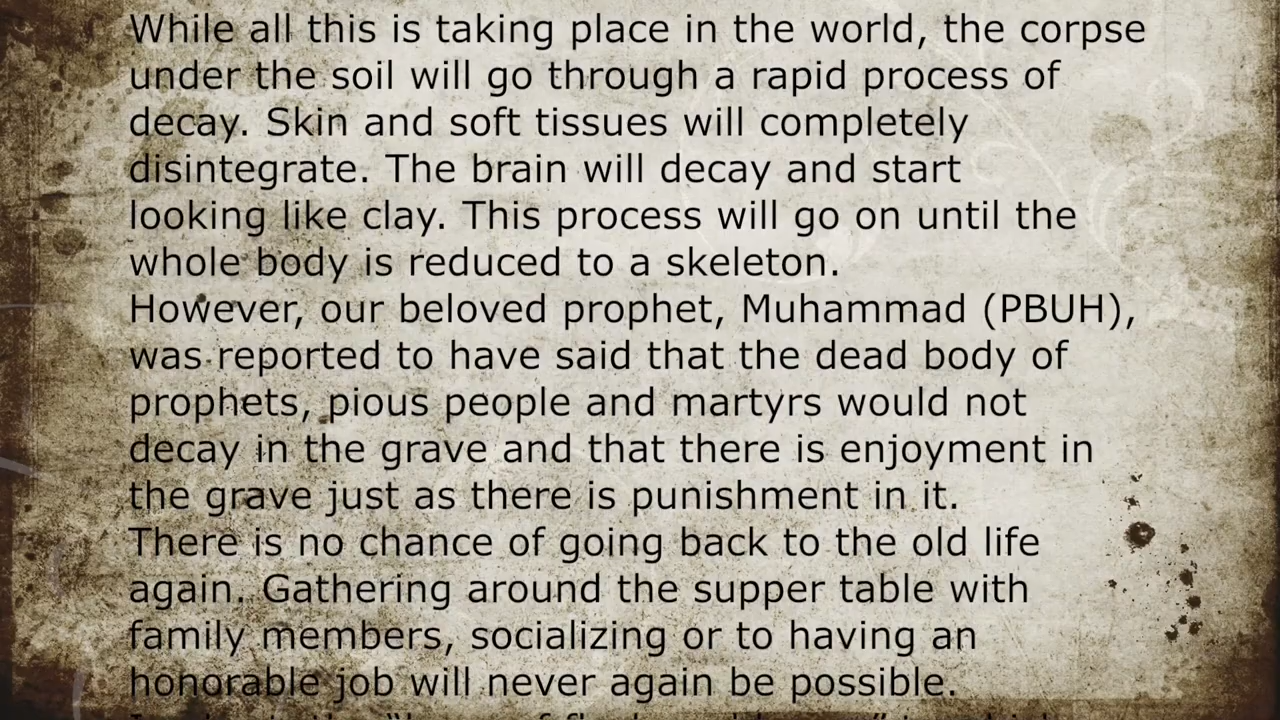 While all this is taking place in the world, the corpse
under the soil will go through a rapid process of
decay. Skin and soft tissues will completely
disintegrate. The brain will decay and start
looking like clay. This process will go on until the
whole body is reduced to a skeleton.
However, our beloved prophet, Muhammad (PBUH),
was reported to have said that the dead body of
prophets, pious people and martyrs would not
decay in the grave and that there is enjoyment in
the grave just as there is punishment in it.
There is no chance of going back to the old life
again. Gathering around the supper table with
family members, socializing or to having an
honorable job will never again be possible.